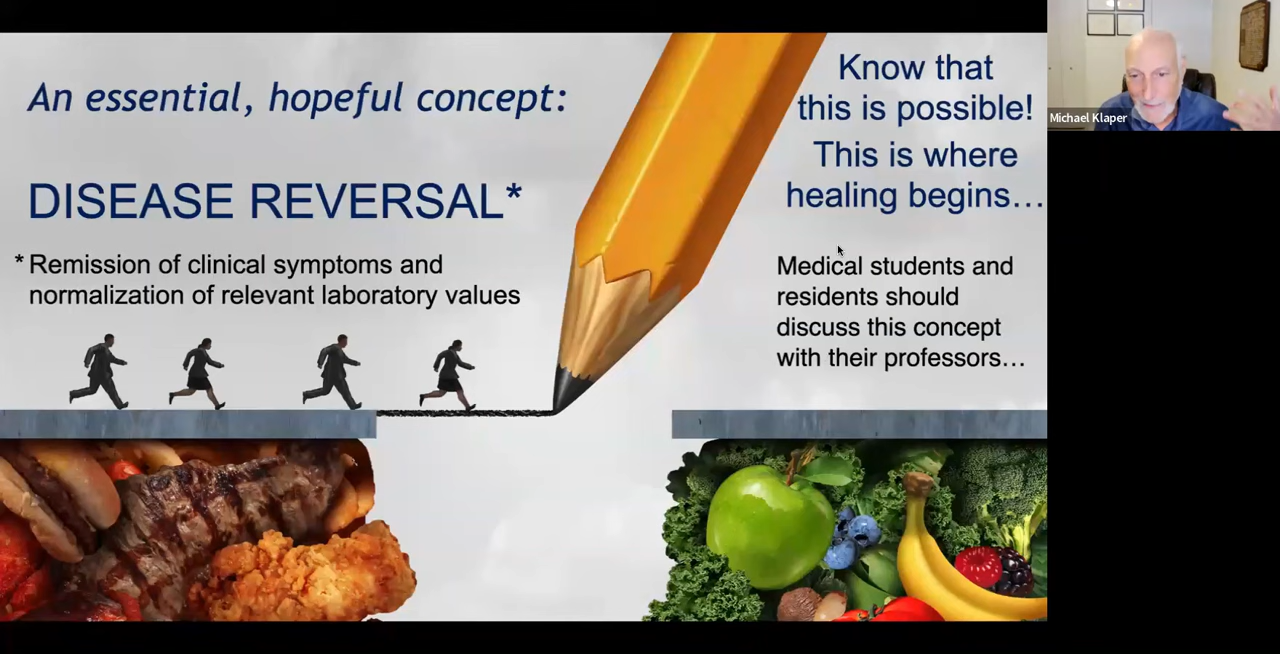 An essential, hopeful concept:
DISEASE REVERSAL*
* Remission of clinical symptoms and
normalization of relevant laboratory values
Know that
this is possible!
This is where
healing begins…
Medical students and
residents should
discuss this concept
with their professors…
Michael Klaper